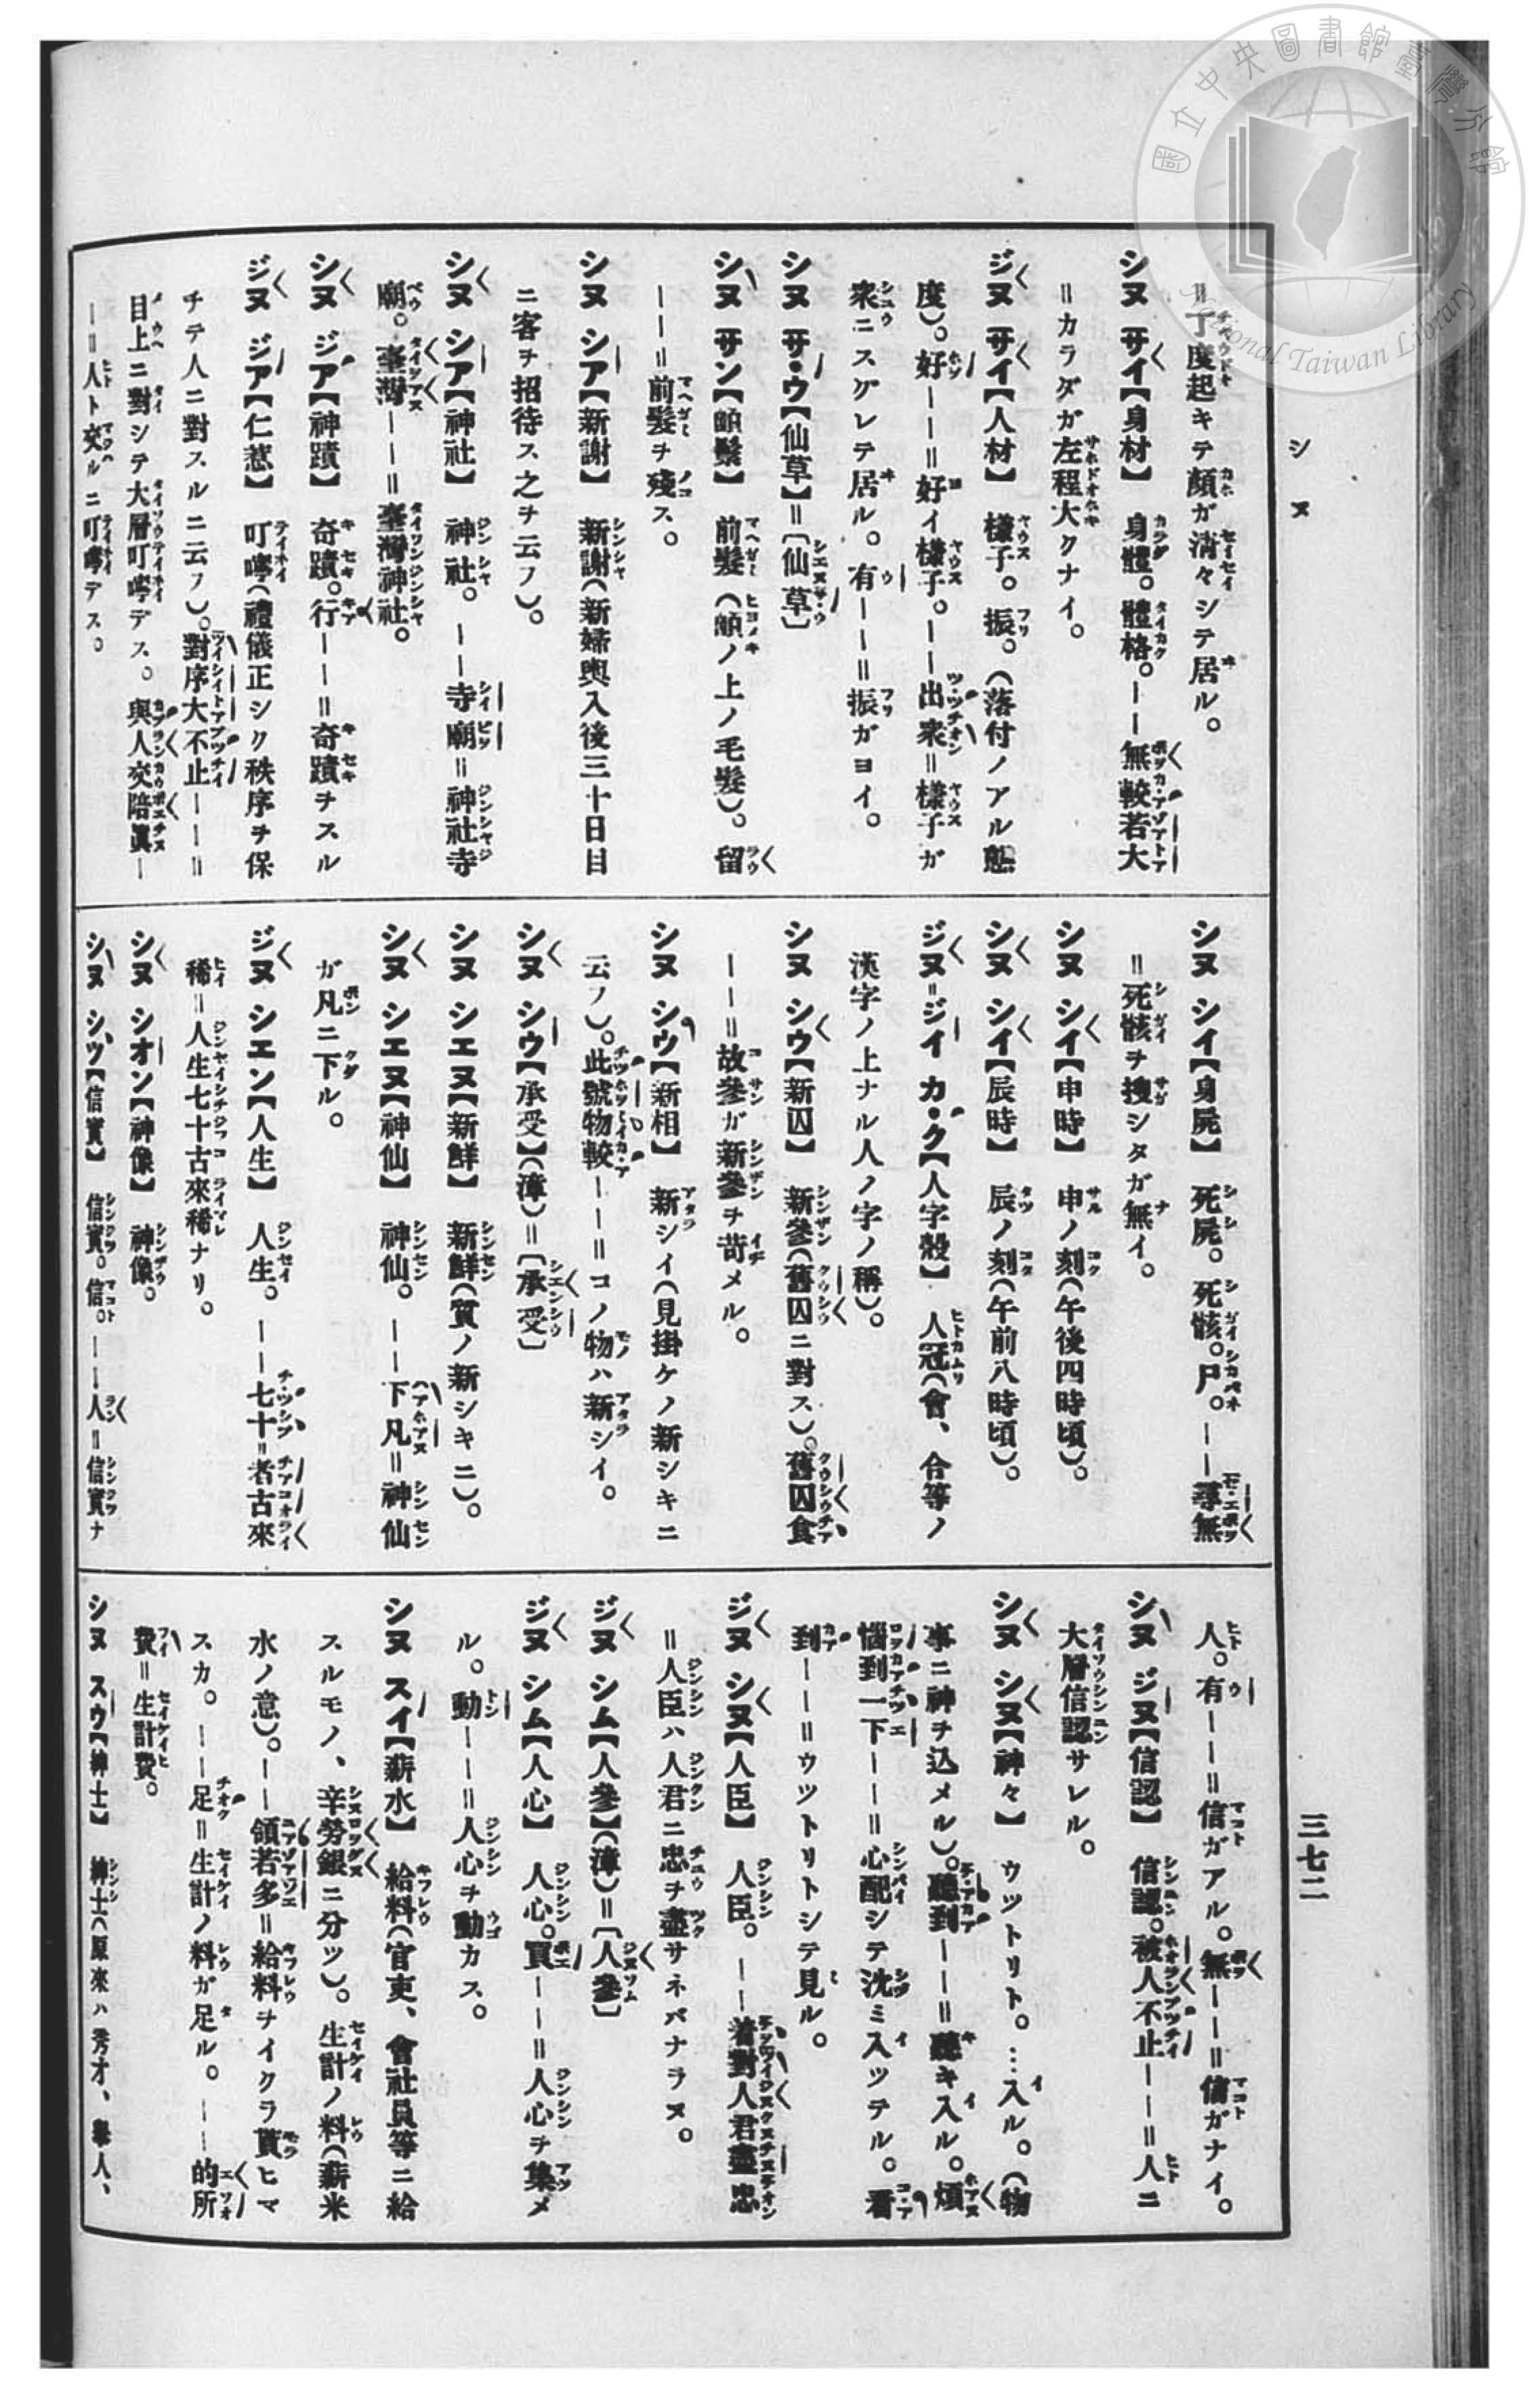 國立中央圖書館臺灣分館
National Taiwan Library
シヌ
三七二
＝丁度起キテ顏ガ淸々シテ居ル。
シヌ サイ【身材】 身體。體格。——無較若大
＝カラダガ左程大クナイ。
ジヌ サイ【人材】 樣子。振。（落付ノアル態
度）。好——＝好イ樣子。——出衆＝樣子ガ
衆ニスグレテ居ル。有——＝振ガヨイ。
シヌ サ・ウ【仙草】＝〔仙草〕
シヌ サン【顖鬃】 前髮（顖ノ上ノ毛髮）。留
——＝前髮ヲ殘ス。
シヌ シア【新謝】 新謝（新婦輿入後三十日目
ニ客ヲ招待ス之ヲ云フ）。
シヌ シア【神社】 神社。——寺廟＝神社寺
廟。臺灣——＝臺灣神社。
シヌ ジア【神蹟】 奇蹟。行——＝奇蹟ヲスル
ジヌ ジア【仁惹】 叮嚀（禮儀正シク秩序ヲ保
チテ人ニ對スルニ云フ）。對序大不止——＝
目上ニ對シテ大層叮嚀デス。與人交陪眞—
—＝人ト交ルニ叮嚀デス。
シヌ シイ【身屍】 死屍。死骸。尸。——尋無
＝死骸ヲ搜シタガ無イ。
シヌ シイ【申時】 申ノ刻（午後四時頃）。
シヌ シイ【辰時】 辰ノ刻（午前八時頃）。
ジヌ＝ジイ カ・ク【人字殼】 人冠（會、合等ノ
漢字ノ上ナル人ノ字ノ稱）。
シヌ シウ【新囚】 新參（舊囚ニ對ス）。舊囚食
——＝故參ガ新參ヲ苛メル。
シヌ シウ【新相】 新シイ（見掛ケノ新シキニ
云フ）。此號物較——＝コノ物ハ新シイ。
シヌ シウ【承受】（漳）＝〔承受〕
シヌ シエヌ【新鮮】 新鮮（質ノ新シキニ）。
シヌ シエヌ【神仙】 神仙。——下凡＝神仙
ガ凡ニ下ル。
ジヌ シエン【人生】 人生。——七十＝者古來
稀＝人生七十古來稀ナリ。
シヌ シオン【神像】 神像。
シヌ シツ【信實】 信實。信。——人＝信實ナ
人。有——＝信ガアル。無——＝信ガナイ。
シヌ ジヌ【信認】 信認。被人不止——＝人ニ
大層信認サレル。
シヌ シヌ【神々】 ウツトリト。…入ル。（物
事ニ神ヲ込メル）。聽到——＝聽キ入ル。煩
惱到一下——＝心配シテ沈ミ入ツテル。看
到——＝ウツトリトシテ見ル。
ジヌ シヌ【人臣】 人臣。——着對人君盡忠
＝人臣ハ人君ニ忠ヲ盡サネバナラヌ。
ジヌ シム【人參】（漳）＝〔人參〕
ジヌ シム【人心】 人心。買——＝人心ヲ集メ
ル。動——＝人心ヲ動カス。
シヌ スイ【薪水】 給料（官吏、會社員等ニ給
スルモノ、辛勞銀ニ分ツ）。生計ノ料（薪米
水ノ意）。——領若多＝給料ヲイクラ貰ヒマ
スカ。——足＝生計ノ料ガ足ル。——的所
費＝生計費。
シヌ スウ【紳士】 紳士（原來ハ秀才、擧人、